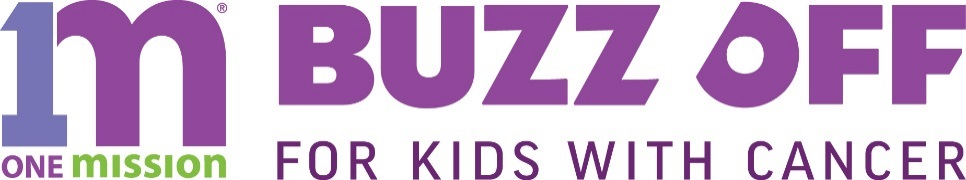 1m®
ONE mission
BUZZ OFF
FOR KIDS WITH CANCER